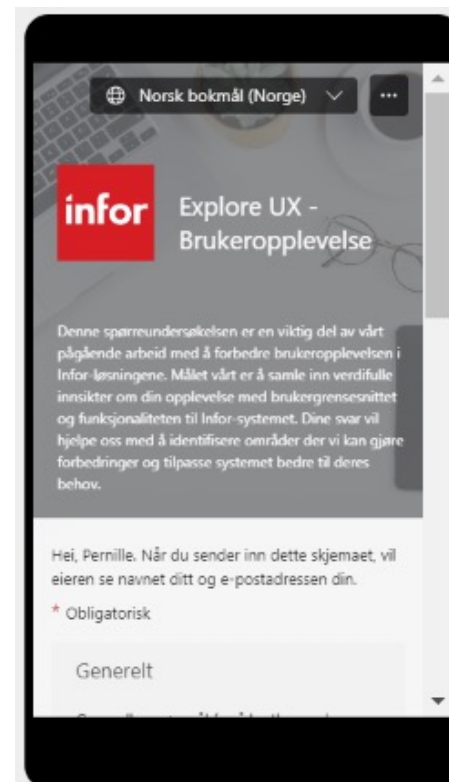 Norsk bokmål (Norge)
infor
Explore UX -
Brukeropplevelse
Denne spørreundersøkelsen er en viktig del av vårt
pågående arbeid med å forbedre brukeropplevelsen i
Infor-løsningene. Målet vårt er å samle inn verdifulle
innsikter om din opplevelse med brukergrensesnittet
og funksjonaliteten til Infor-systemet. Dine svar vil
hjelpe oss med å identifisere områder der vi kan gjøre
forbedringer og tilpasse systemet bedre til deres
behov.
Hei, Pernille. Når du sender inn dette skjemaet, vil
eieren se navnet ditt og e-postadressen din.
* Obligatorisk
Generelt